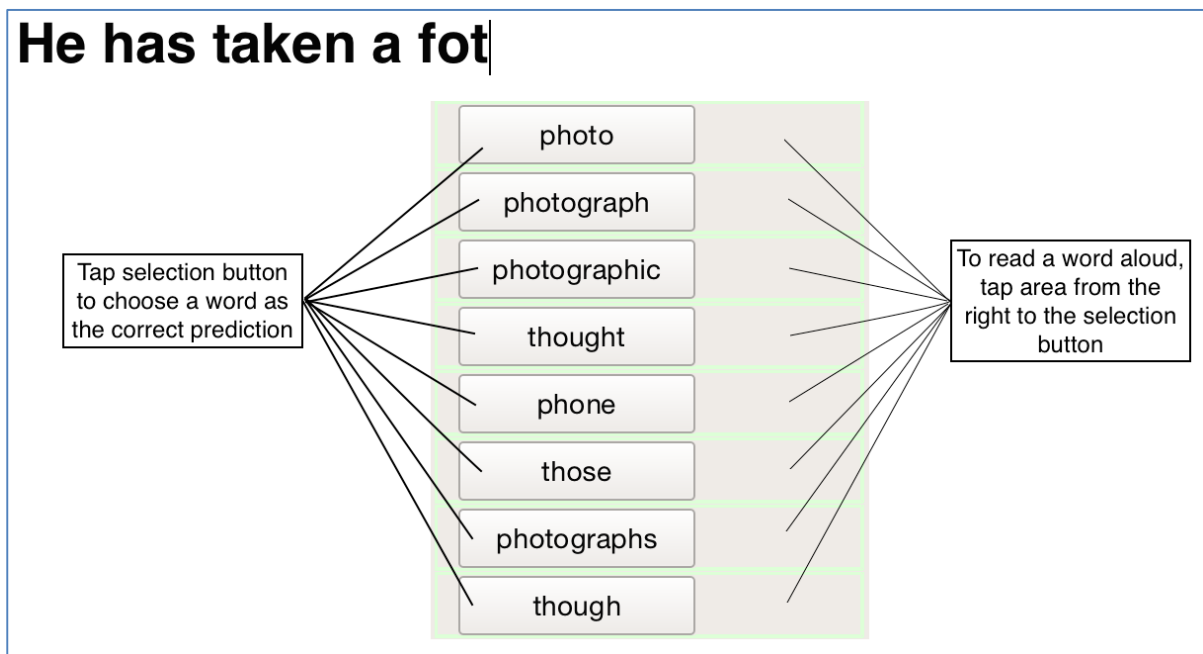 He has taken a fot
photo
photograph
photographic
thought
phone
those
photographs
though
Tap selection button
to choose a word as
the correct prediction
To read a word aloud,
tap area from the
right to the selection
button